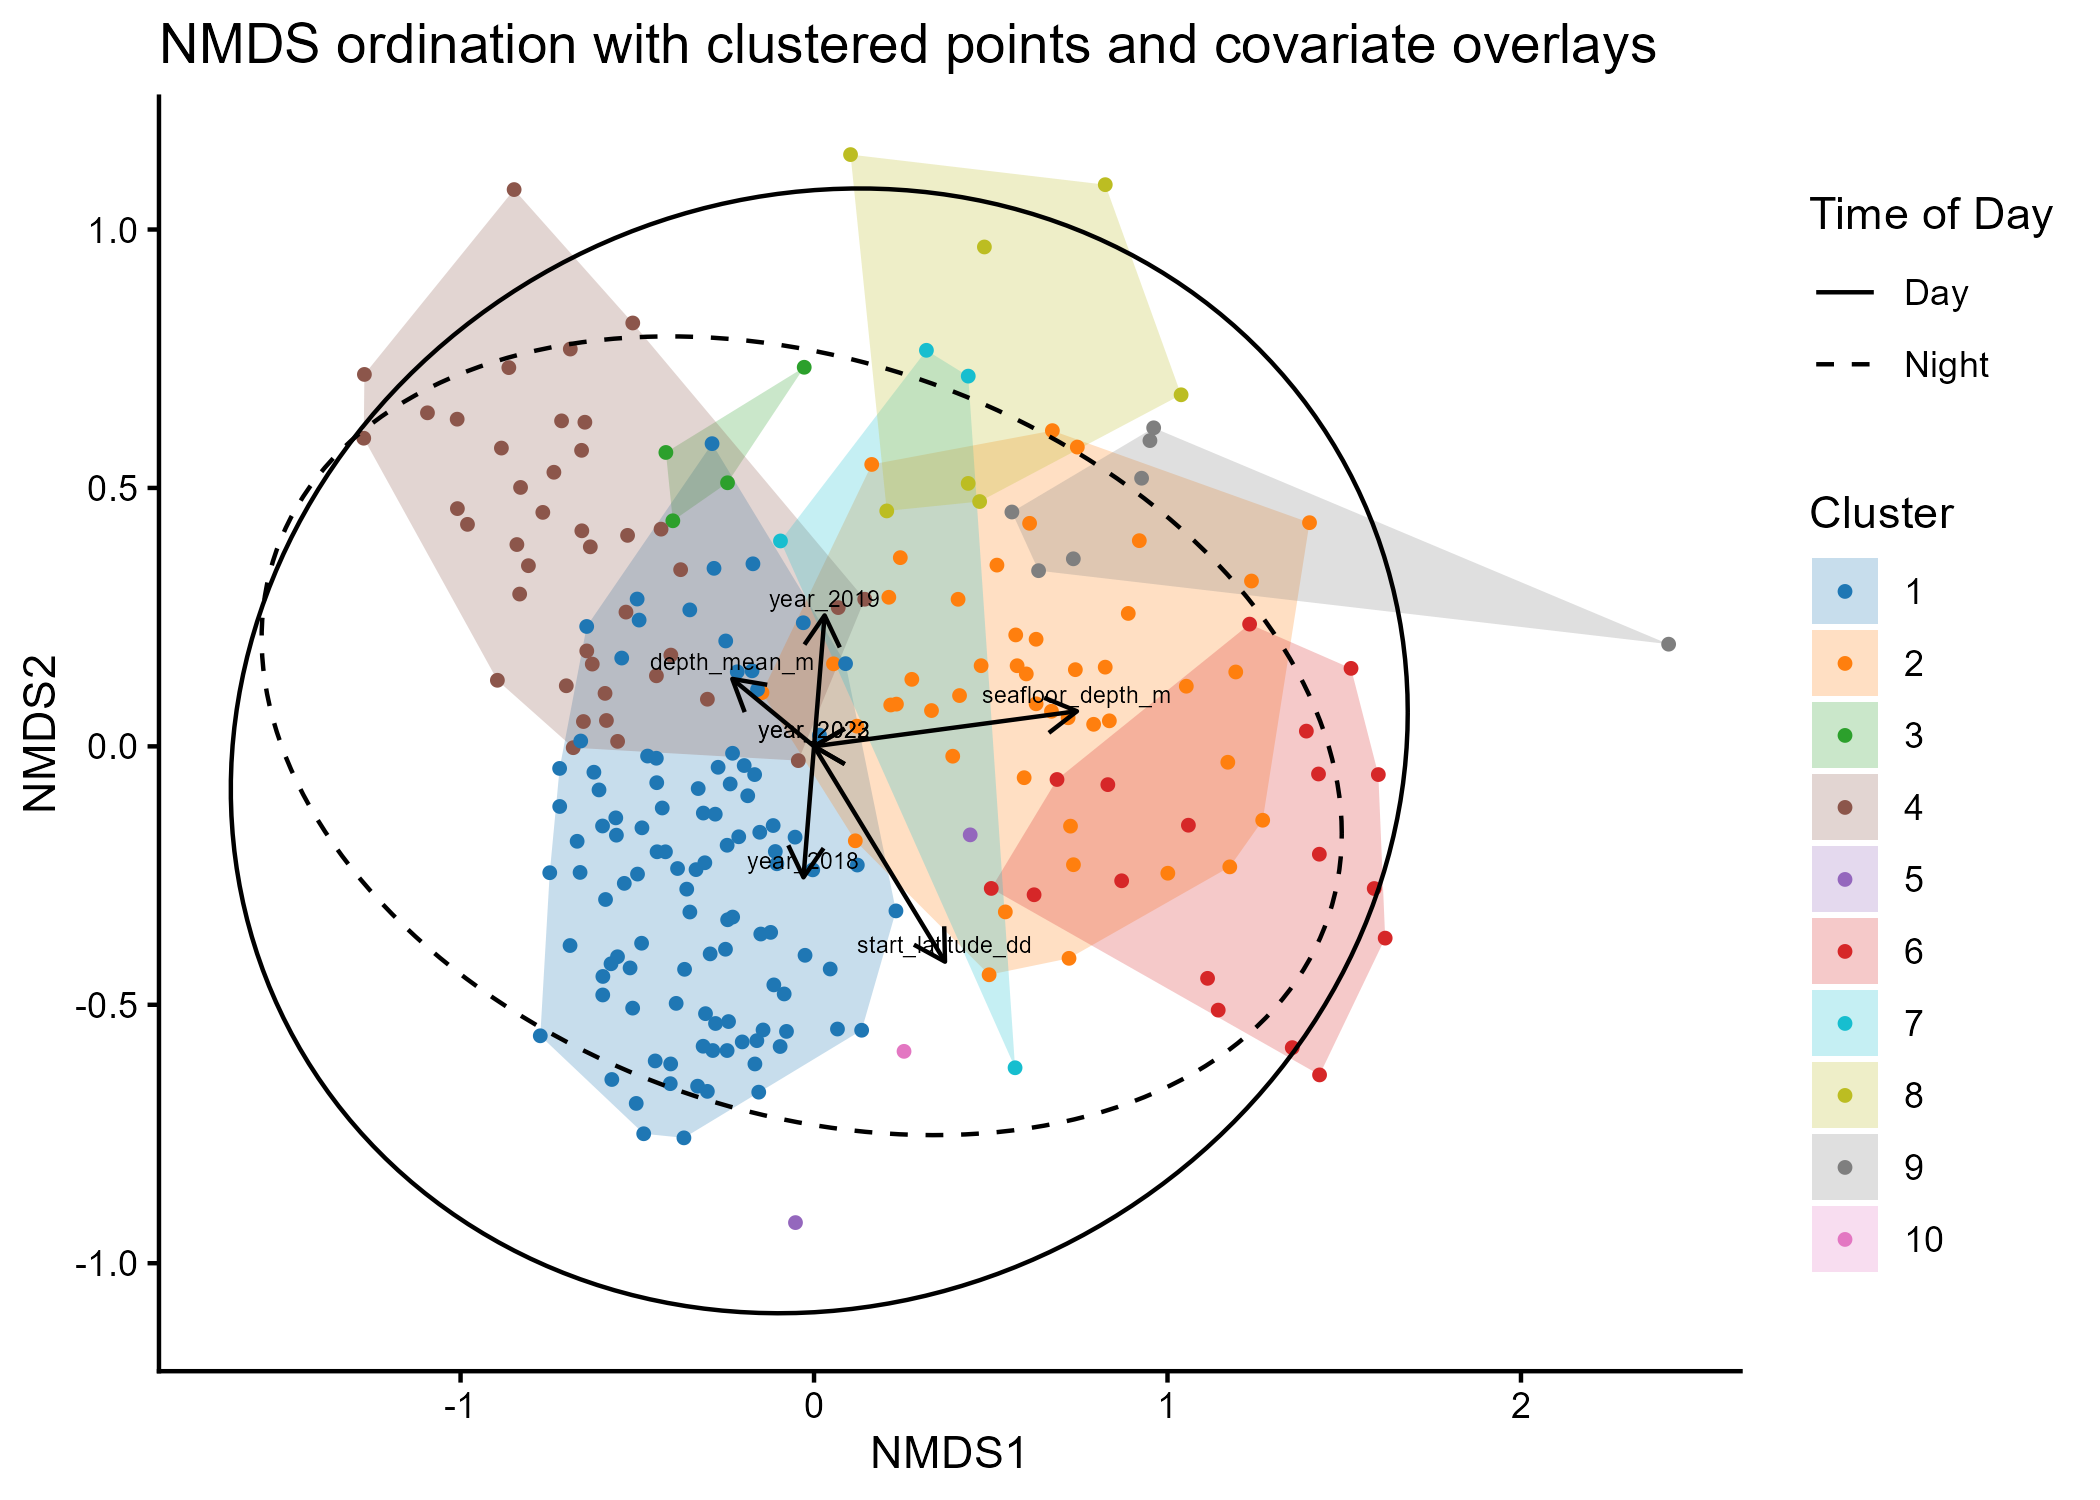 NMDS ordination with clustered points and covariate overlays
NMDS2
1.0
0.5
0.0
-0.5
-1.0
year_2019
depth_mean_m
seafloor_depth_m
year_2023
year_2018
start_latitude_dd
-1
0
1
2
NMDS1
Time of Day
Day
Night
Cluster
1
2
3
4
5
6
7
8
9
10